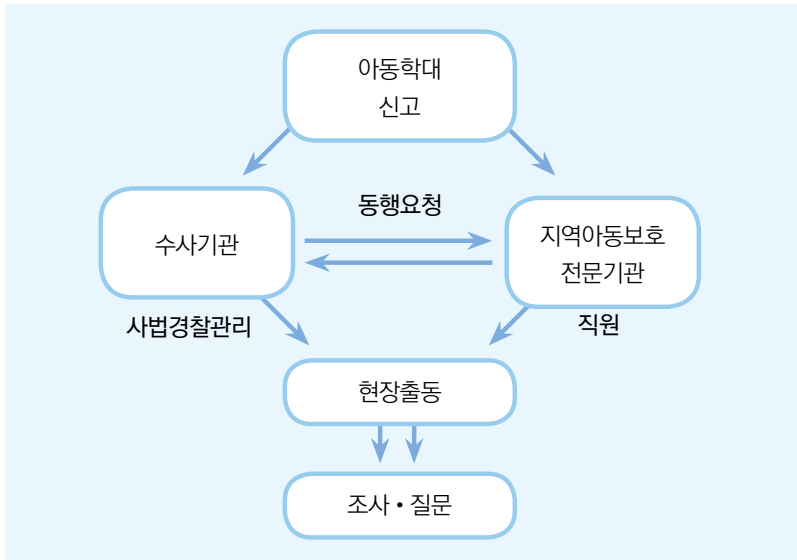 아동학대
신고
동행요청
수사기관
지역아동보호
전문기관
사법경찰관리
직원
현장출동
조사・질문